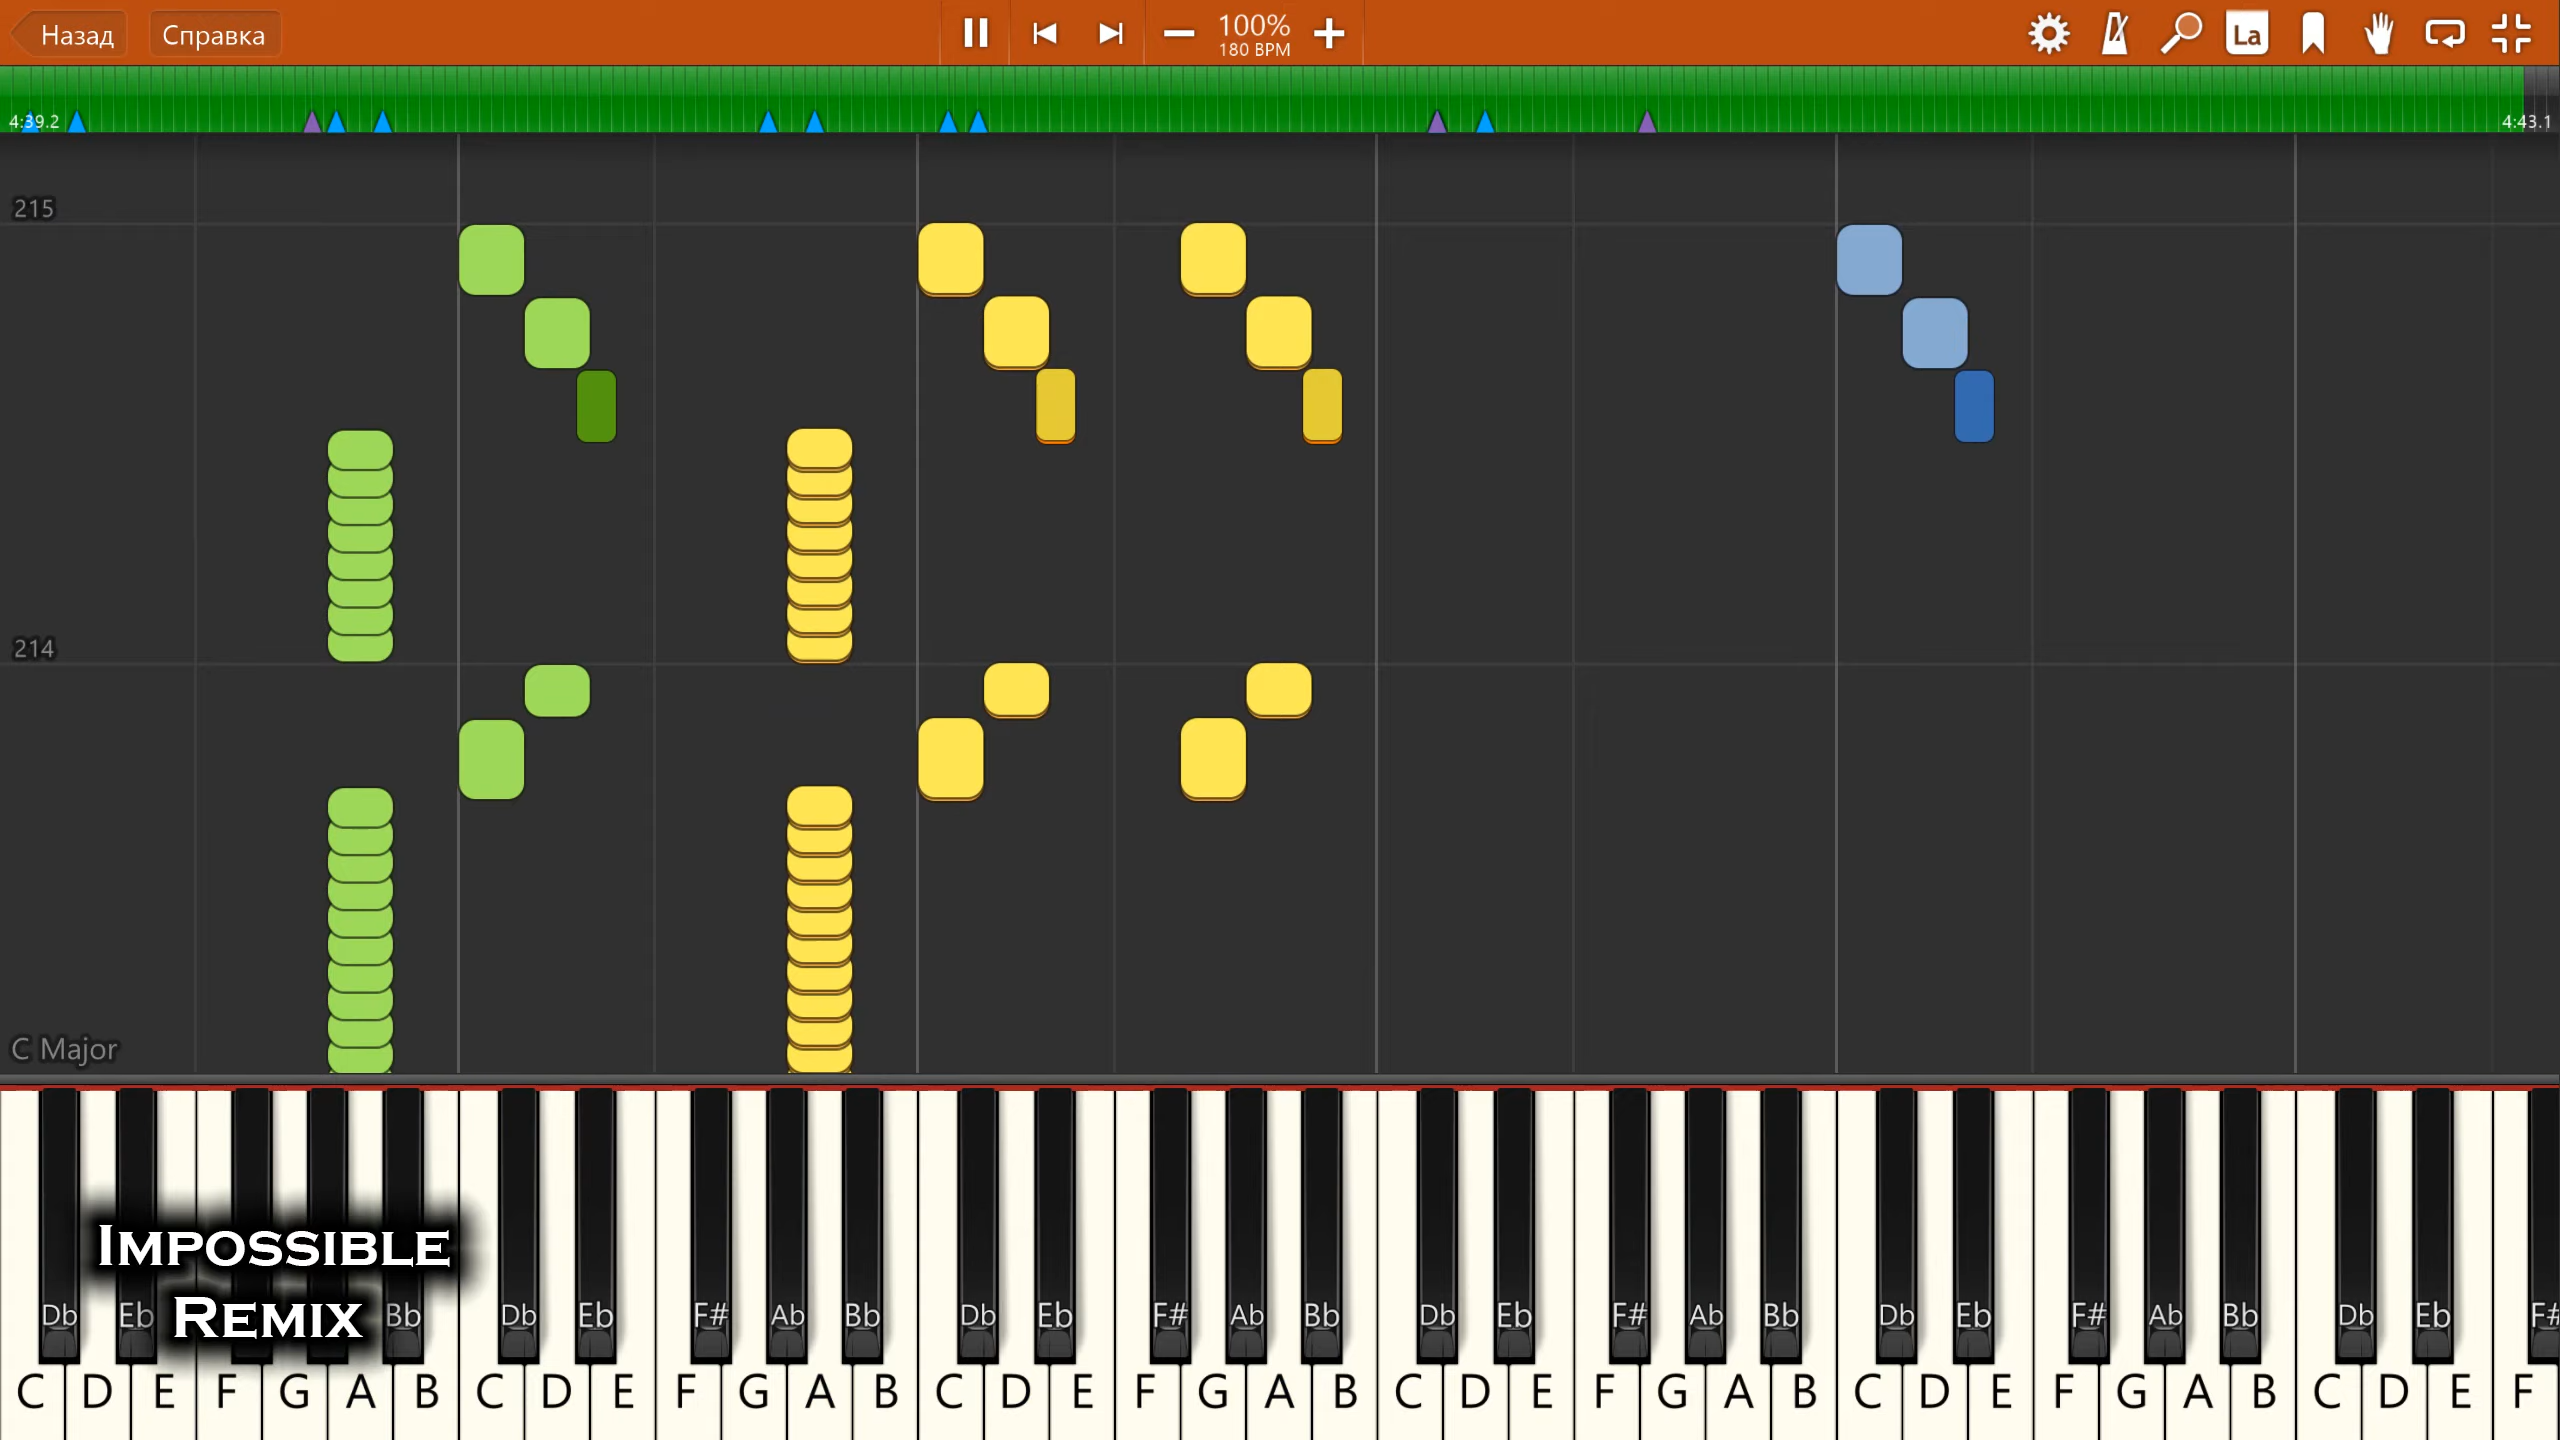 Назад Справка 100% La
180 BPM
4:39.2 4:43.1
215
214
C Major
Impossible
Remix
Db Eb Bb Db Eb F# Ab Bb Db Eb F# Ab Bb Db Eb F# Ab Bb Db Eb F# Ab Bb Db Eb F#
C D E F G A B C D E F G A B C D E F G A B C D E F G A B C D E F G A B C D E F